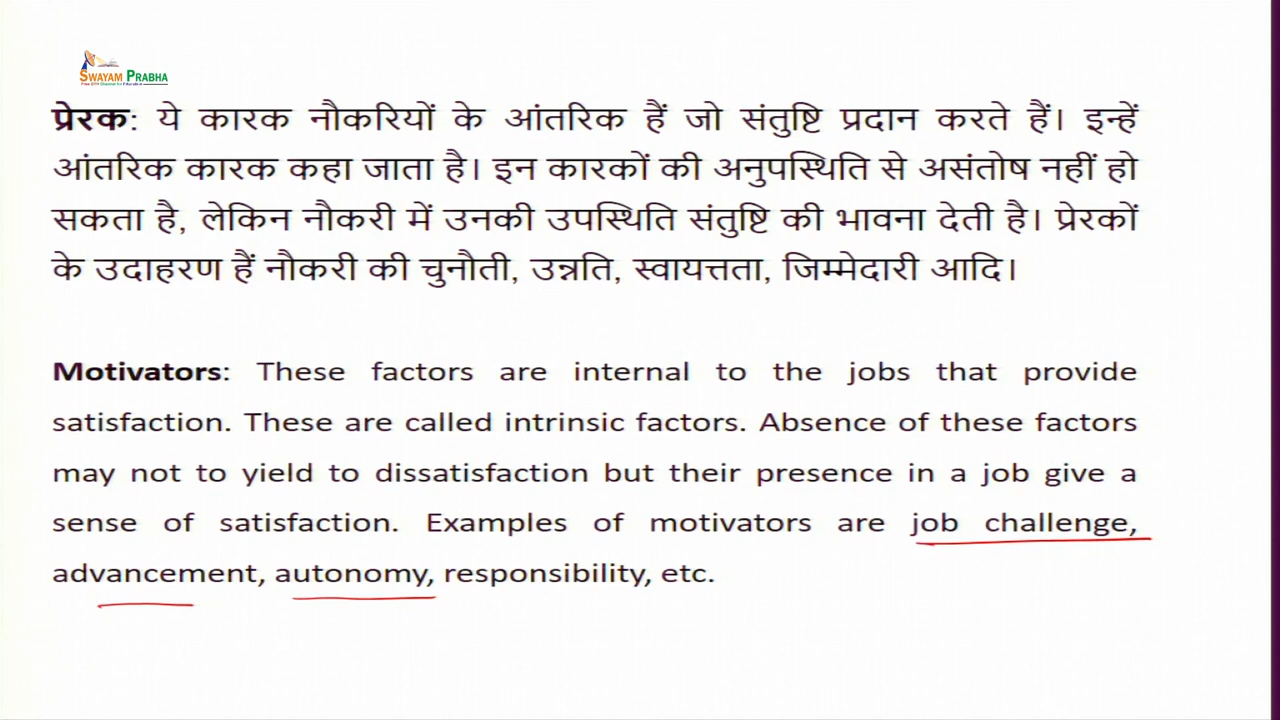 SWAYAM PRABHA
प्रेरक: ये कारक नौकरियों के आंतरिक हैं जो संतुष्टि प्रदान करते हैं। इन्हें
आंतरिक कारक कहा जाता है। इन कारकों की अनुपस्थिति से असंतोष नहीं हो
सकता है, लेकिन नौकरी में उनकी उपस्थिति संतुष्टि की भावना देती है। प्रेरकों
के उदाहरण हैं नौकरी की चुनौती, उन्नति, स्वायत्तता, जिम्मेदारी आदि।
Motivators: These factors are internal to the jobs that provide
satisfaction. These are called intrinsic factors. Absence of these factors
may not to yield to dissatisfaction but their presence in a job give a
sense of satisfaction. Examples of motivators are job challenge,
advancement, autonomy, responsibility, etc.